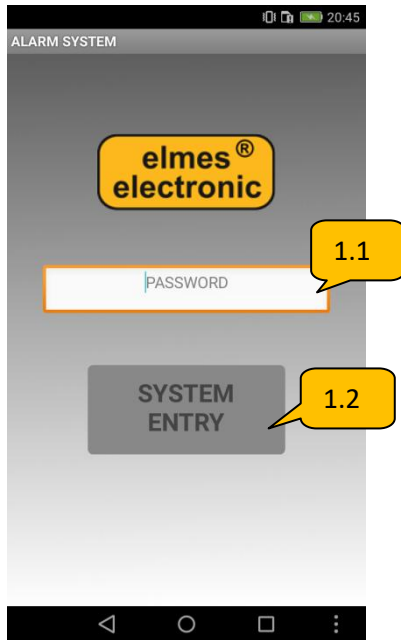 20:45
ALARM SYSTEM
elmes ®
electronic
1.1
PASSWORD
SYSTEM
ENTRY
1.2